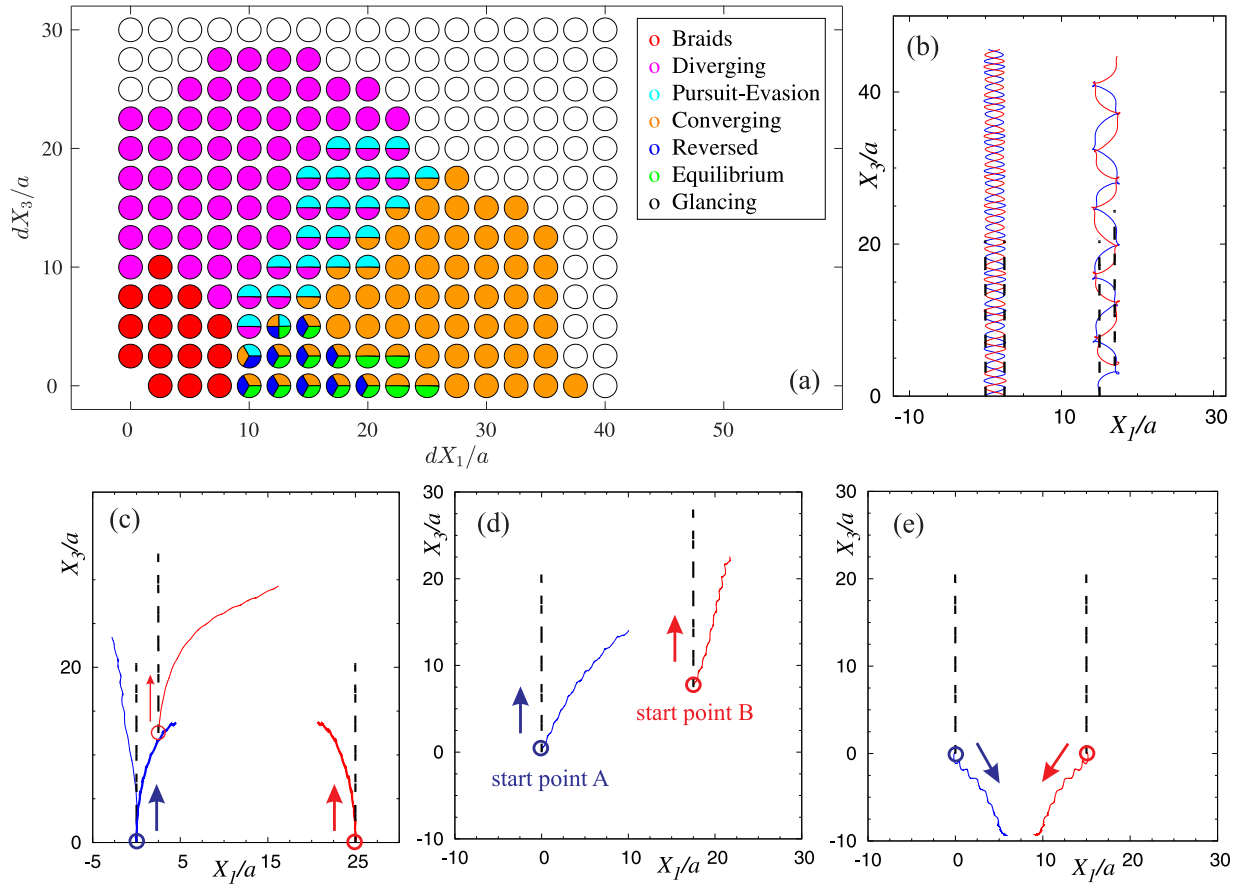 30
20
10
0
dX3/a
0
10
20
30
40
50
dX1/a
(a)
Braids
Diverging
Pursuit-Evasion
Converging
Reversed
Equilibrium
Glancing
(b)
40
20
0
X3/a
-10
0
10
X1/a
30
(c)
X3/a
20
0
-5
5
X1/a
15
25
(d)
30
X3/a
20
10
0
-10
start point A
start point B
0
X1/a
10
20
30
(e)
30
X3/a
20
10
0
-10
0
X1/a
10
20
30